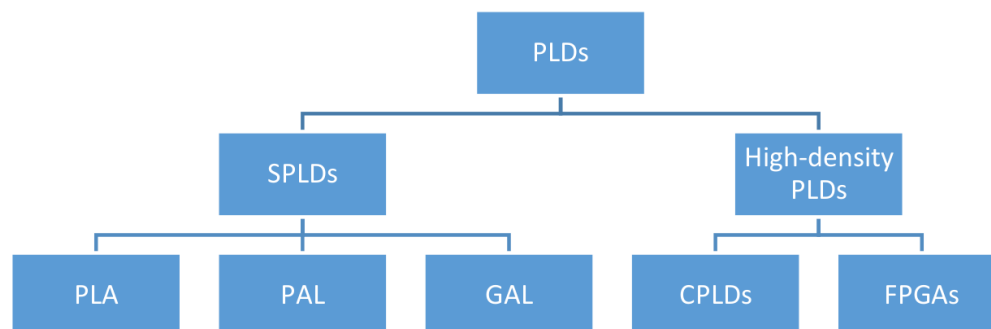 PLDs
SPLDs
High-density
PLDs
PLA
PAL
GAL
CPLDs
FPGAs